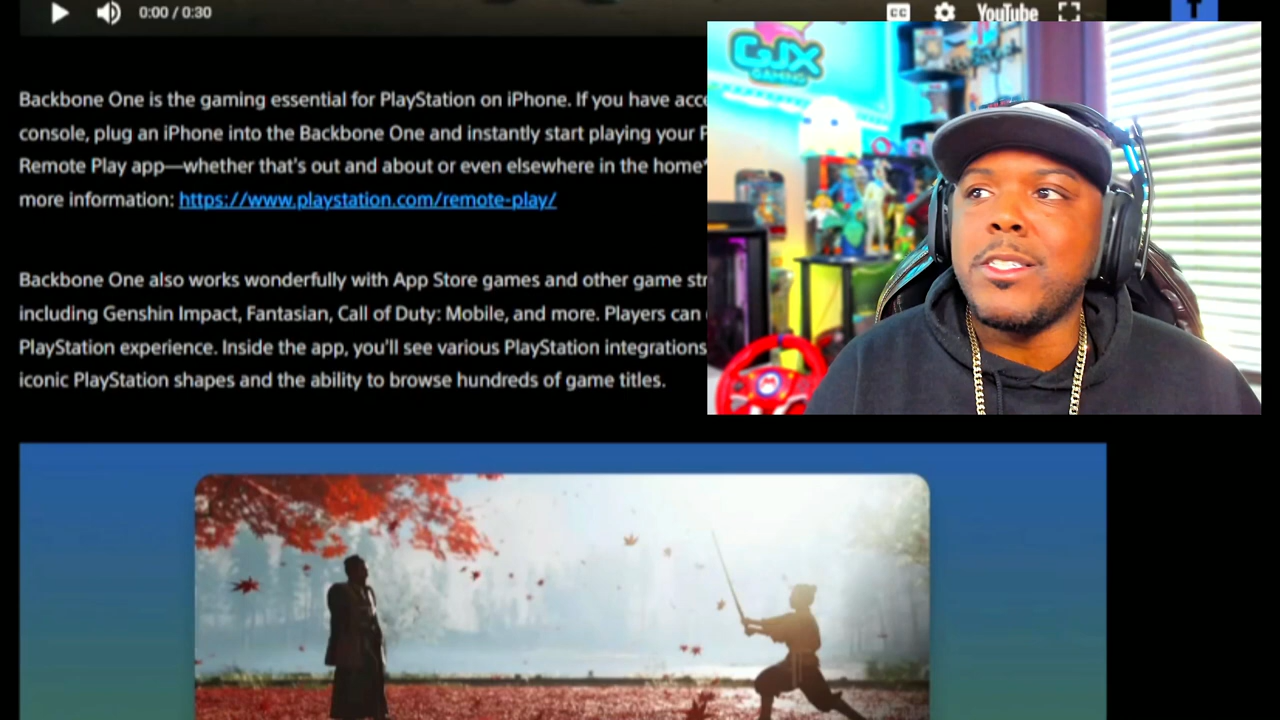 0:00 / 0:30
CC
YouTube
Backbone One is the gaming essential for PlayStation on iPhone. If you have acce
console, plug an iPhone into the Backbone One and instantly start playing your P
Remote Play app—whether that's out and about or even elsewhere in the home*
more information: https://www.playstation.com/remote-play/
Backbone One also works wonderfully with App Store games and other game str
including Genshin Impact, Fantasian, Call of Duty: Mobile, and more. Players can
PlayStation experience. Inside the app, you'll see various PlayStation integrations
iconic PlayStation shapes and the ability to browse hundreds of game titles.
GJX
GAMING